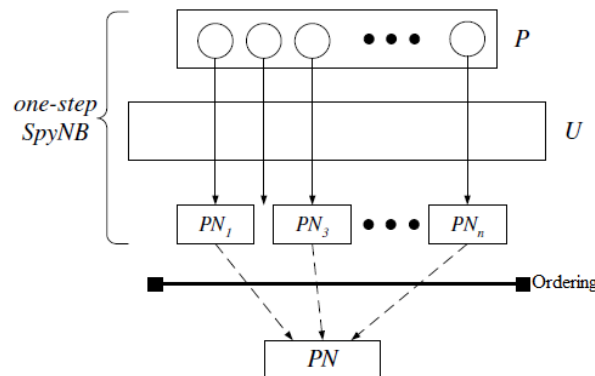 P
one-step
SpyNB
U
PN1 PN3 PNn
Ordering
PN